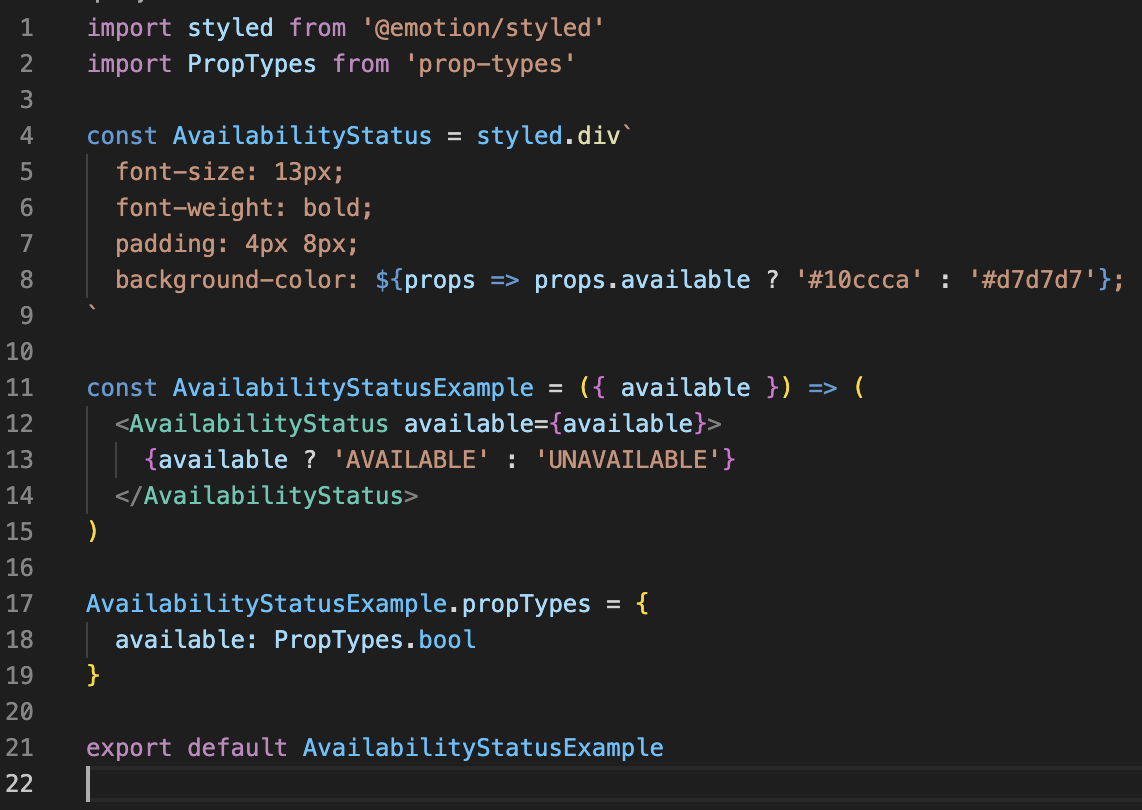 1 import styled from '@emotion/styled'
2 import PropTypes from 'prop-types'
3
4 const AvailabilityStatus = styled.div`
5   font-size: 13px;
6   font-weight: bold;
7   padding: 4px 8px;
8   background-color: ${props => props.available ? '#10ccca' : '#d7d7d7'};
9 `
10
11 const AvailabilityStatusExample = ({ available }) => (
12   <AvailabilityStatus available={available}>
13     {available ? 'AVAILABLE' : 'UNAVAILABLE'}
14   </AvailabilityStatus>
15 )
16
17 AvailabilityStatusExample.propTypes = {
18   available: PropTypes.bool
19 }
20
21 export default AvailabilityStatusExample
22